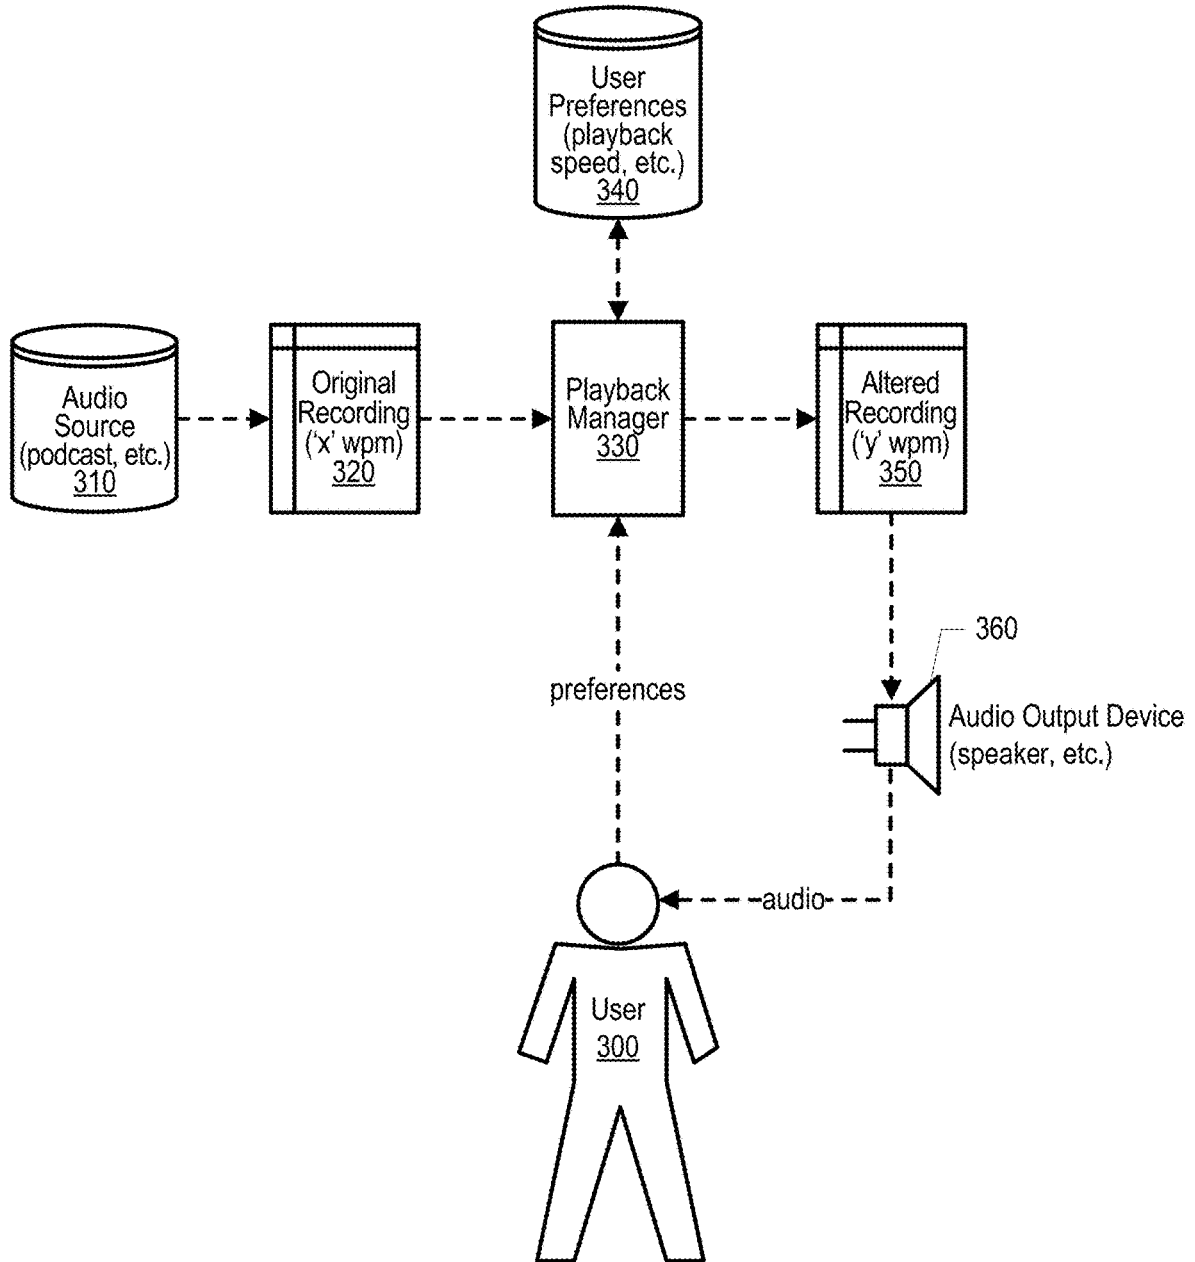 User
Preferences
(playback
speed, etc.)
340
Audio
Source
(podcast, etc.)
310
Original
Recording
(‘x’ wpm)
320
Playback
Manager
330
Altered
Recording
(‘y’ wpm)
350
360
preferences
Audio Output Device
(speaker, etc.)
audio
User
300